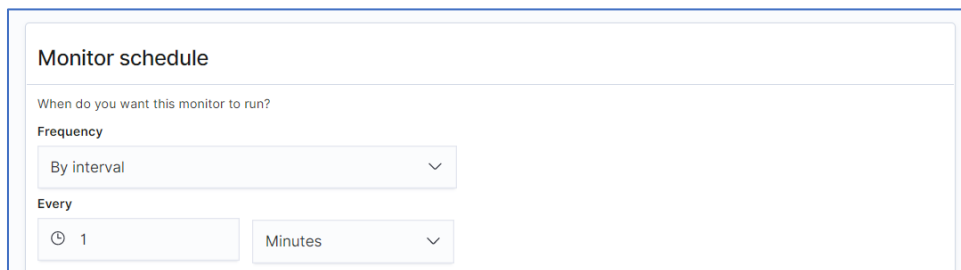 Monitor schedule
When do you want this monitor to run?
Frequency
By interval
Every
1 Minutes